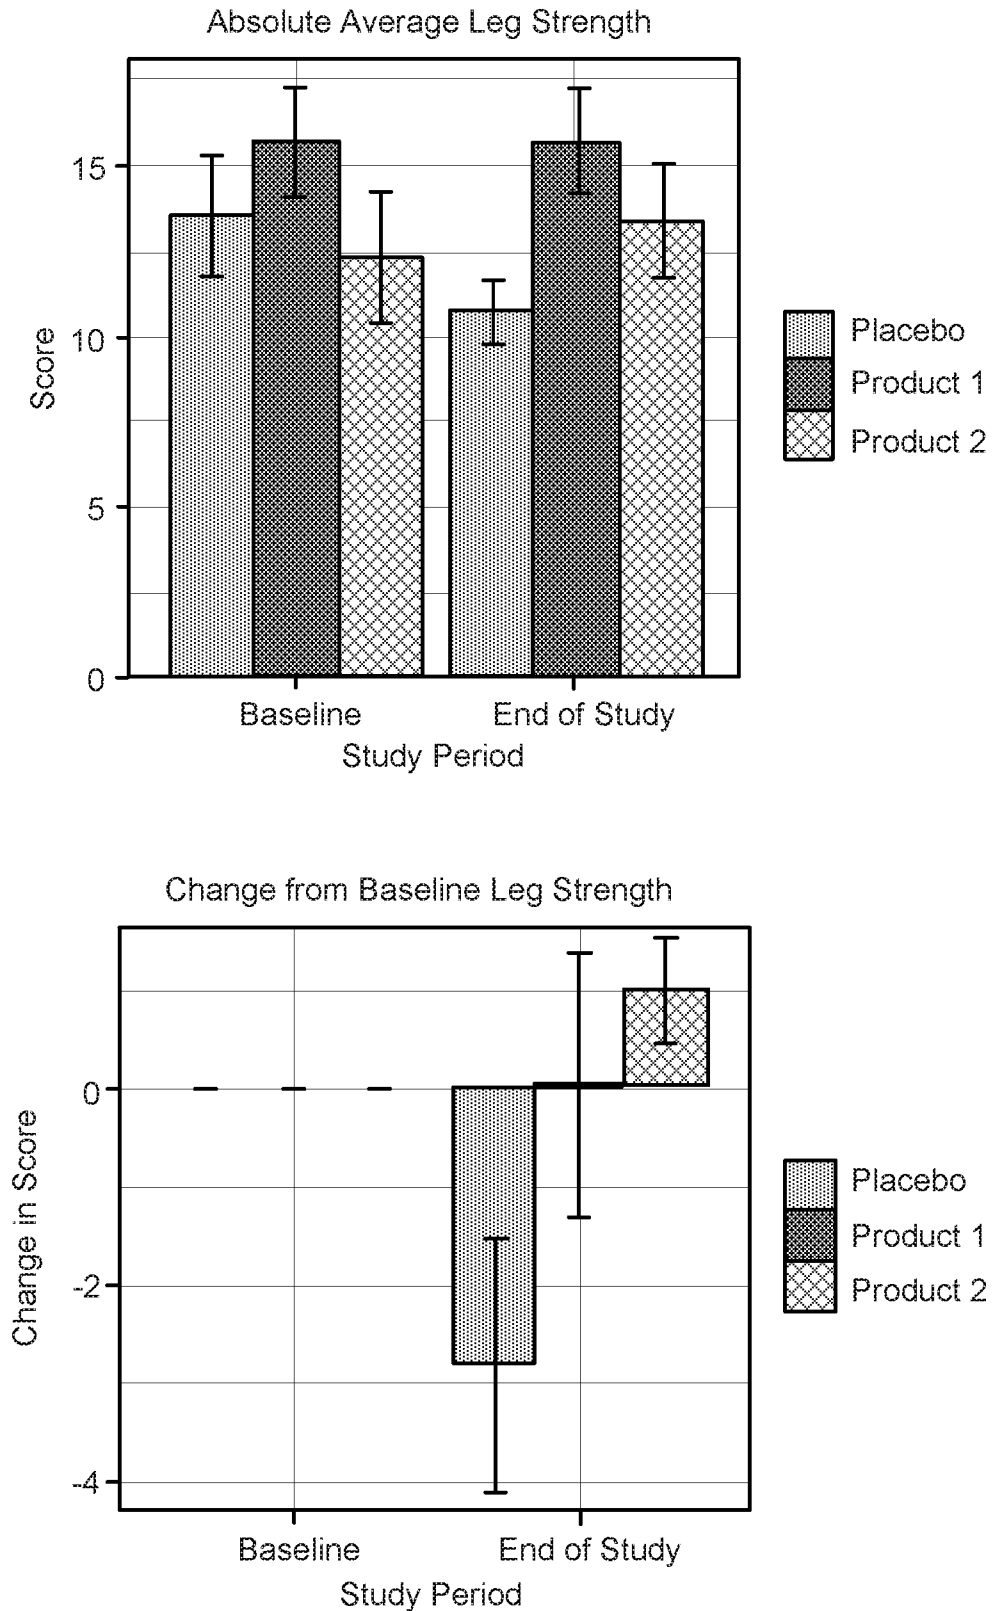 Absolute Average Leg Strength
15
10
5
0
Score
Baseline
End of Study
Study Period
Placebo
Product 1
Product 2
Change from Baseline Leg Strength
0
-2
-4
Change in Score
Baseline
End of Study
Study Period
Placebo
Product 1
Product 2